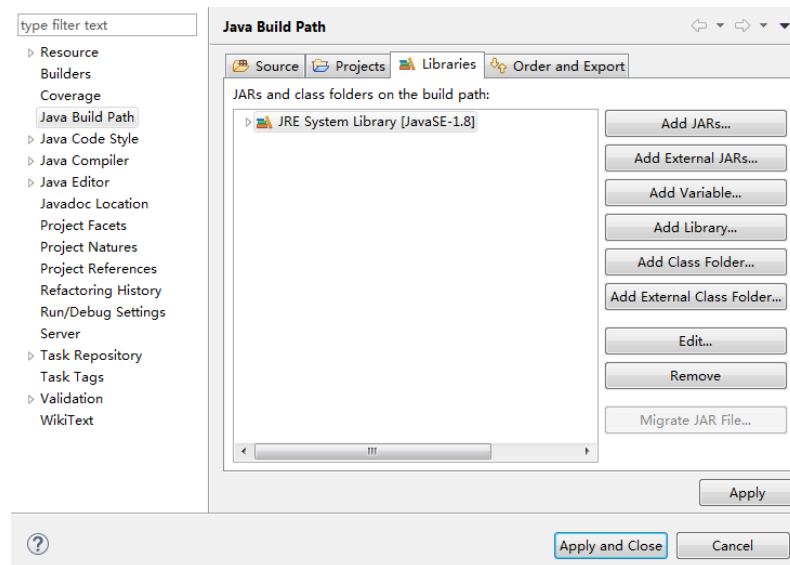 type filter text
Resource
Builders
Coverage
Java Build Path
Java Code Style
Java Compiler
Java Editor
Javadoc Location
Project Facets
Project Natures
Project References
Refactoring History
Run/Debug Settings
Server
Task Repository
Task Tags
Validation
WikiText
Java Build Path
Source Projects Libraries Order and Export
JARs and class folders on the build path:
JRE System Library [JavaSE-1.8]
Add JARs...
Add External JARs...
Add Variable...
Add Library...
Add Class Folder...
Add External Class Folder...
Edit...
Remove
Migrate JAR File...
Apply
Apply and Close
Cancel